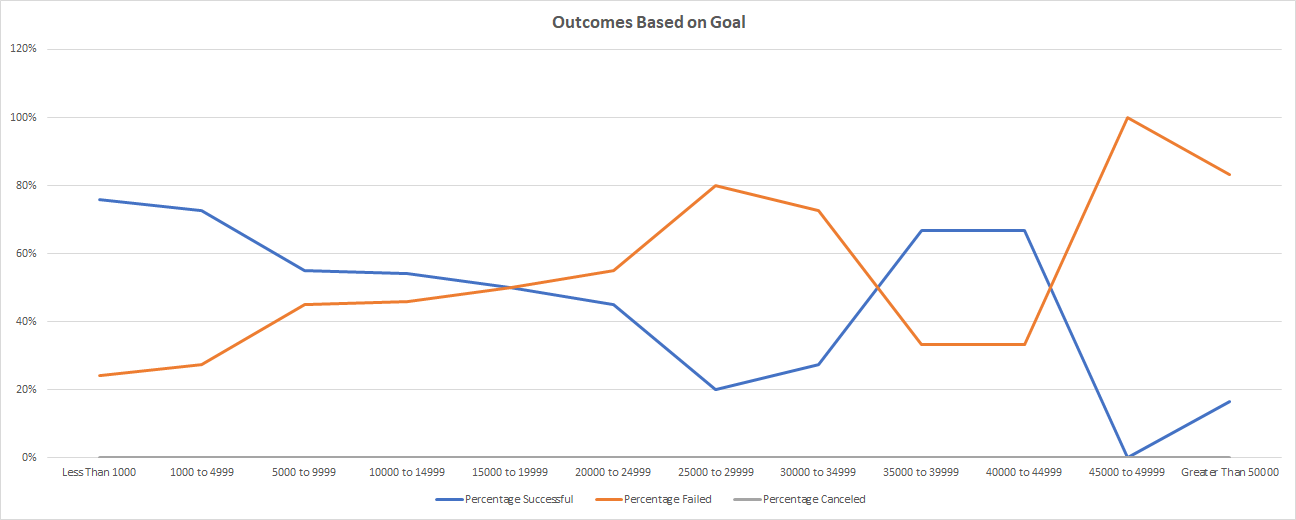 Outcomes Based on Goal
120%
100%
80%
60%
40%
20%
0%
Less Than 1000 1000 to 4999 5000 to 9999 10000 to 14999 15000 to 19999 20000 to 24999 25000 to 29999 30000 to 34999 35000 to 39999 40000 to 44999 45000 to 49999 Greater Than 50000
Percentage Successful Percentage Failed Percentage Canceled